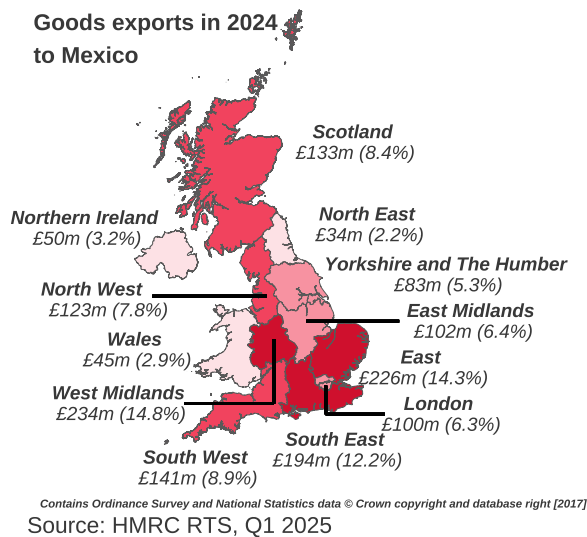 Goods exports in 2024
to Mexico
Scotland
£133m (8.4%)
Northern Ireland
£50m (3.2%)
North East
£34m (2.2%)
Yorkshire and The Humber
£83m (5.3%)
North West
£123m (7.8%)
East Midlands
£102m (6.4%)
Wales
£45m (2.9%)
East
£226m (14.3%)
West Midlands
£234m (14.8%)
London
£100m (6.3%)
South East
£194m (12.2%)
South West
£141m (8.9%)
Contains Ordinance Survey and National Statistics data © Crown copyright and database right [2017]
Source: HMRC RTS, Q1 2025